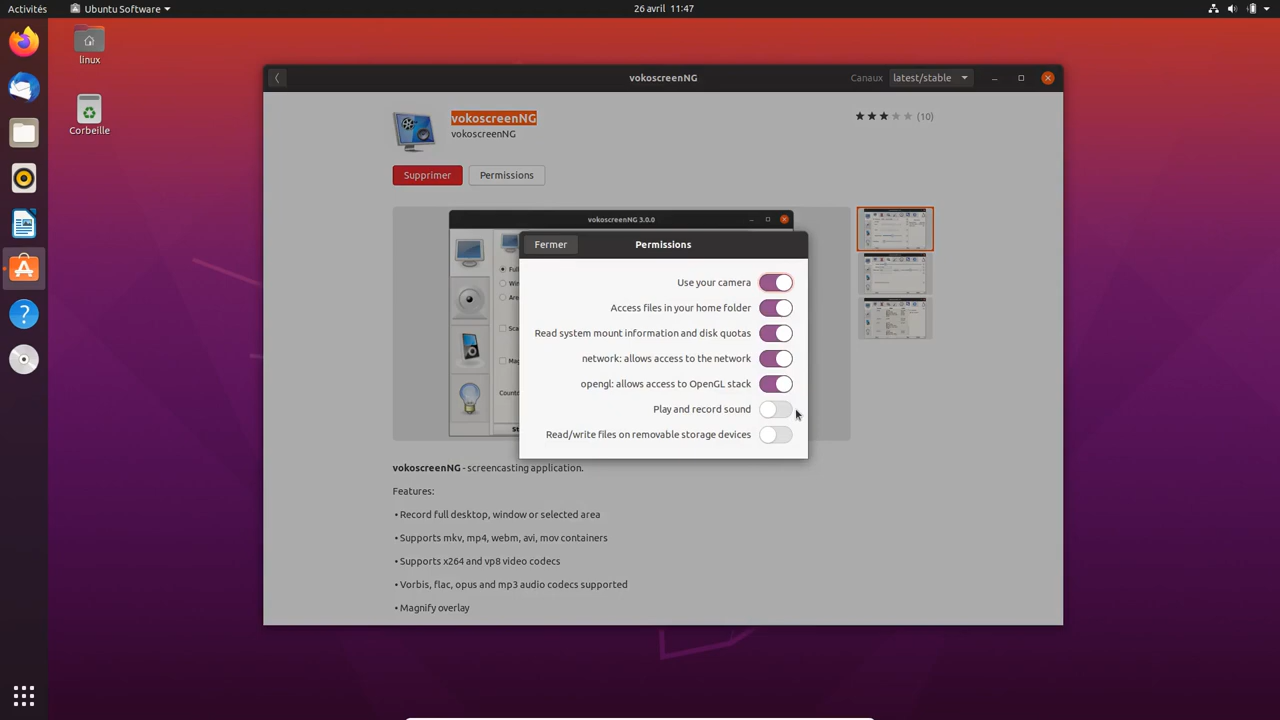 Activités
Ubuntu Software
26 avril 11:47
linux
Corbeille
vokoscreenNG
Canaux
latest/stable
vokoscreenNG
vokoscreenNG
(10)
Supprimer
Permissions
vokoscreenNG 3.0.0
Fermer
Permissions
Use your camera
Access files in your home folder
Read system mount information and disk quotas
network: allows access to the network
opengl: allows access to OpenGL stack
Play and record sound
Read/write files on removable storage devices
vokoscreenNG - screencasting application.
Features:
• Record full desktop, window or selected area
• Supports mkv, mp4, webm, avi, mov containers
• Supports x264 and vp8 video codecs
• Vorbis, flac, opus and mp3 audio codecs supported
• Magnify overlay